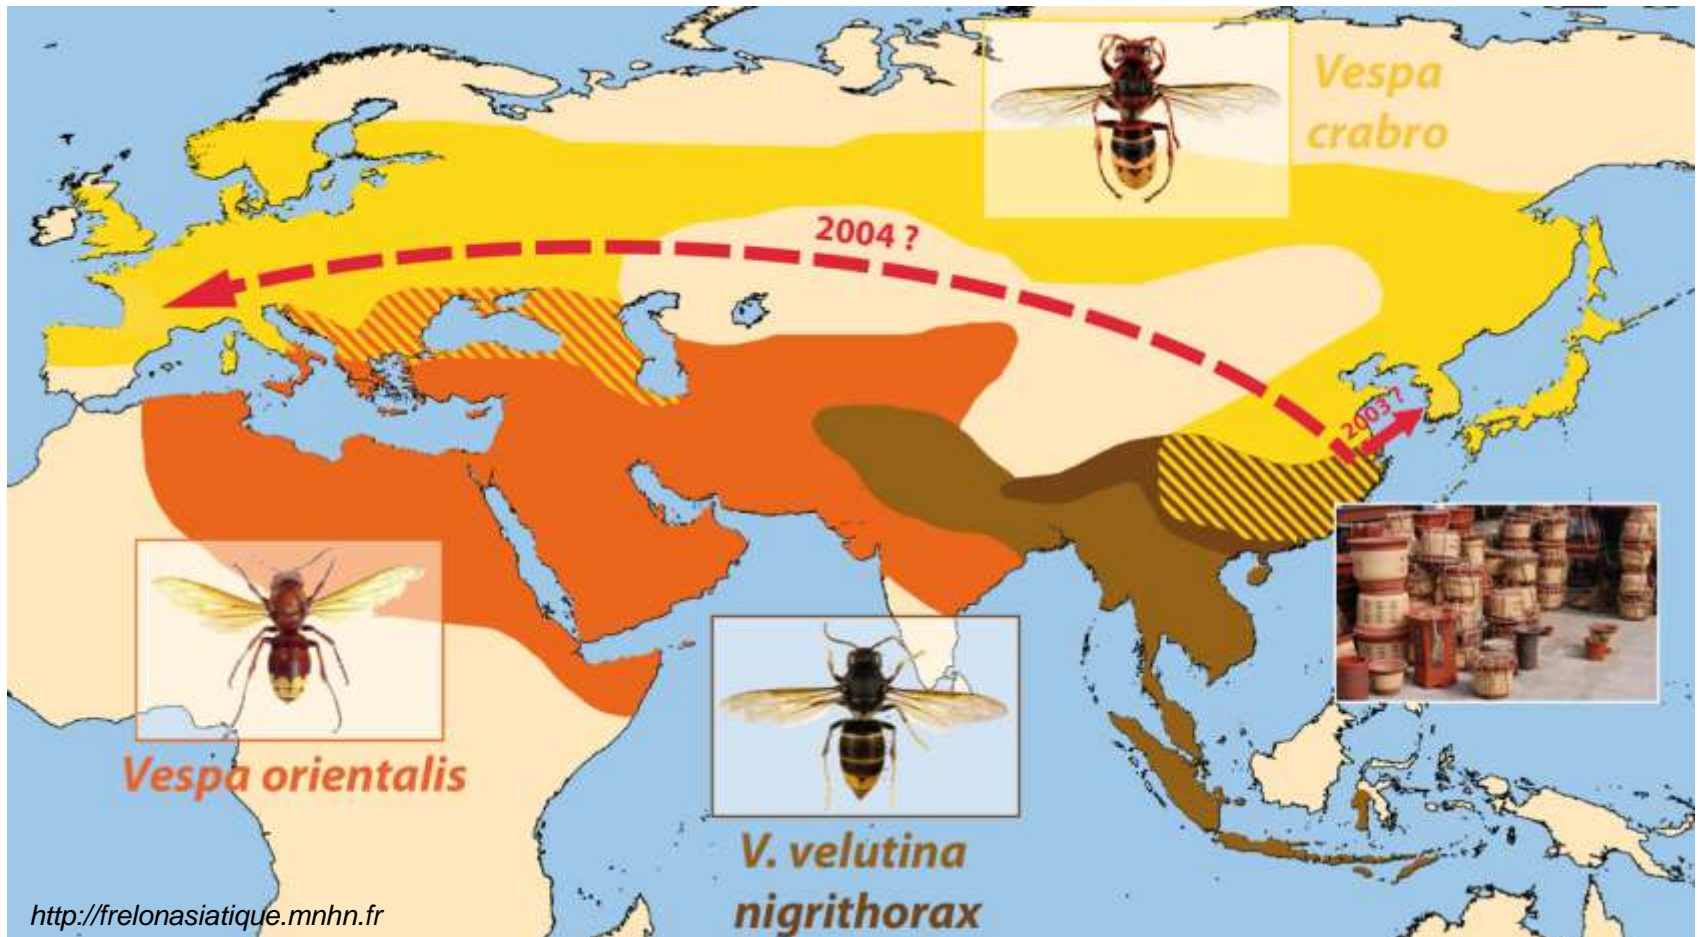 Vespa
crabro
2004 ?
2003 ?
Vespa orientalis
V. velutina
nigrithorax
http://frelonasiatique.mnhn.fr